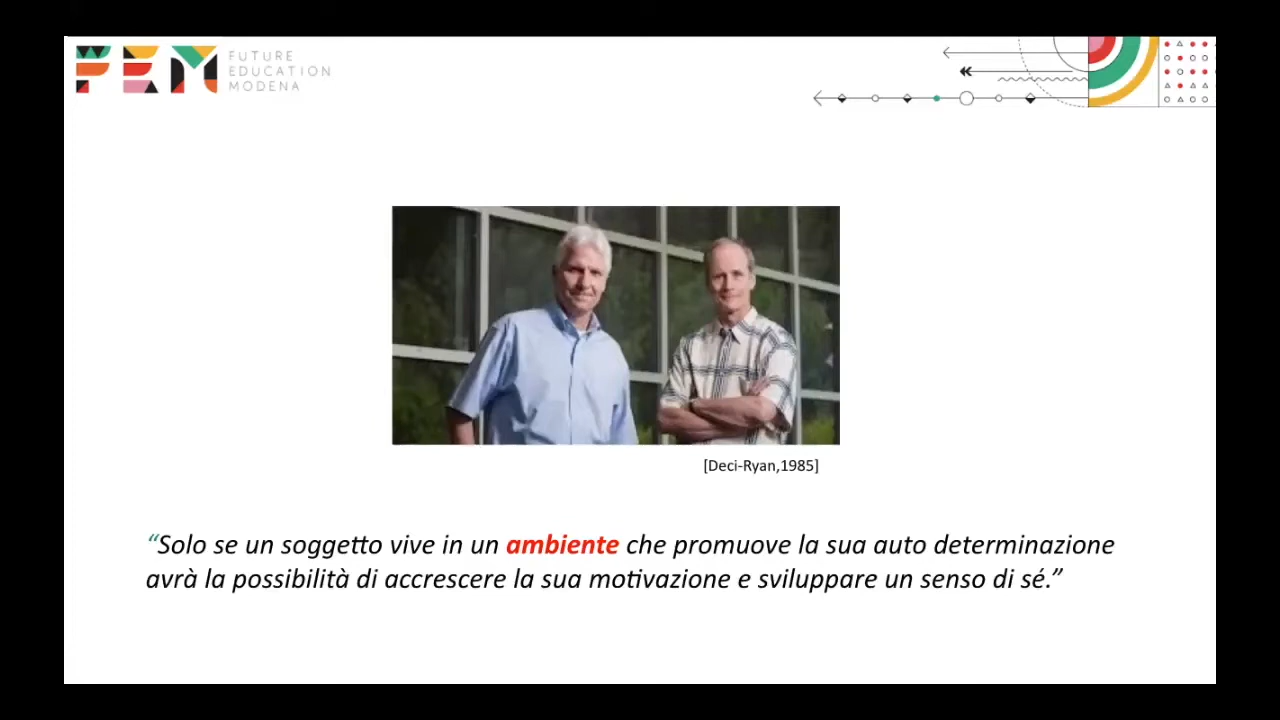 FEM
FUTURE
EDUCATION
MODENA
[Deci-Ryan,1985]
“Solo se un soggetto vive in un ambiente che promuove la sua auto determinazione
avrà la possibilità di accrescere la sua motivazione e sviluppare un senso di sé.”